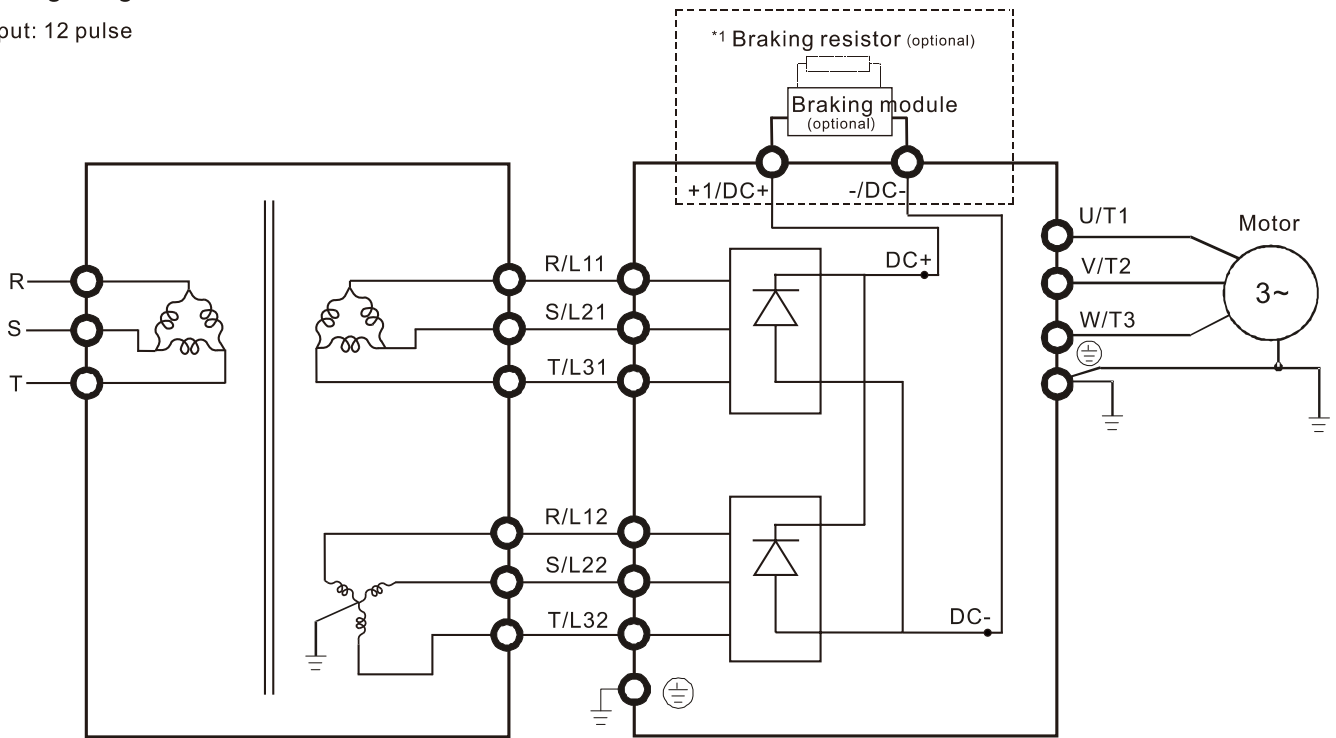 12 pulse
*1 Braking resistor (optional)
Braking module
(optional)
+1/DC+
-/DC-
U/T1
Motor
R
R/L11
DC+
V/T2
3~
S
S/L21
W/T3
T
T/L31
R/L12
S/L22
T/L32
DC-